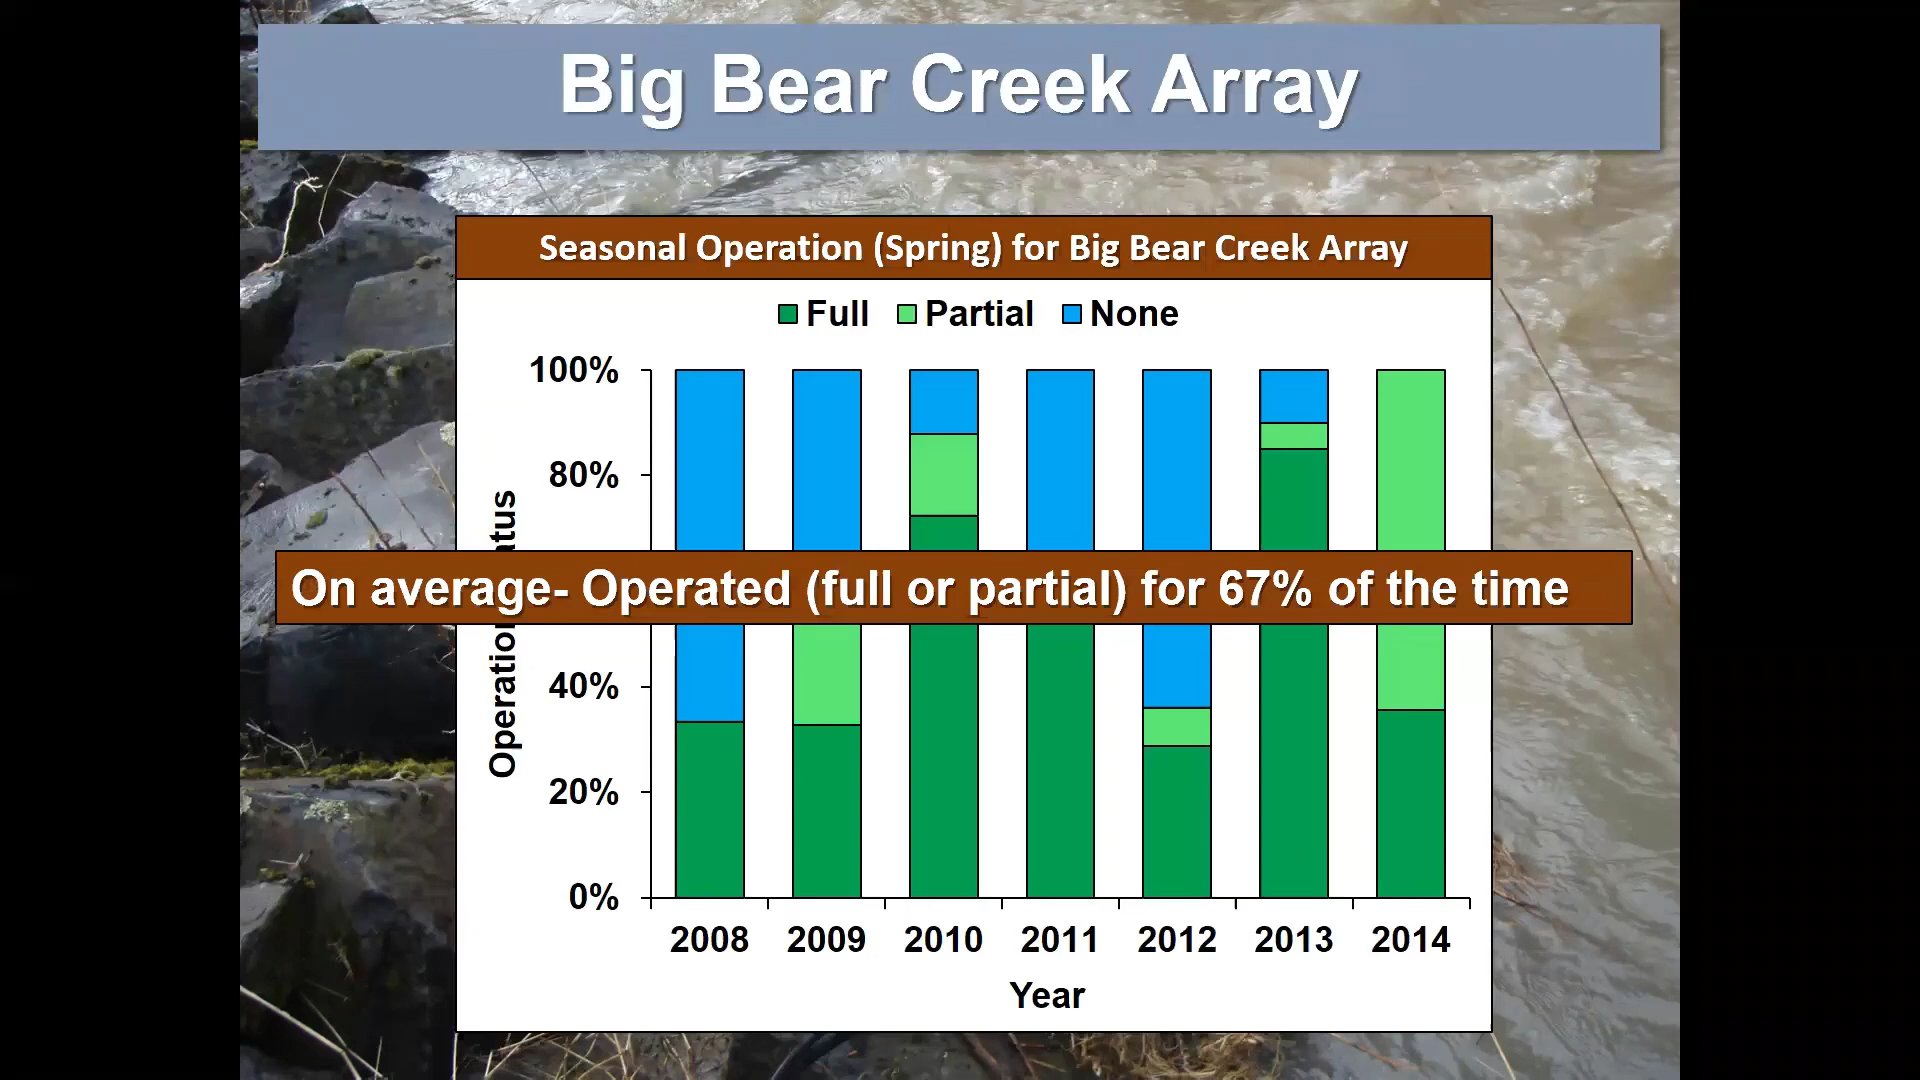 Big Bear Creek Array
Seasonal Operation (Spring) for Big Bear Creek Array
Full Partial None
100%
80%
On average- Operated (full or partial) for 67% of the time
40%
20%
0%
2008 2009 2010 2011 2012 2013 2014
Year